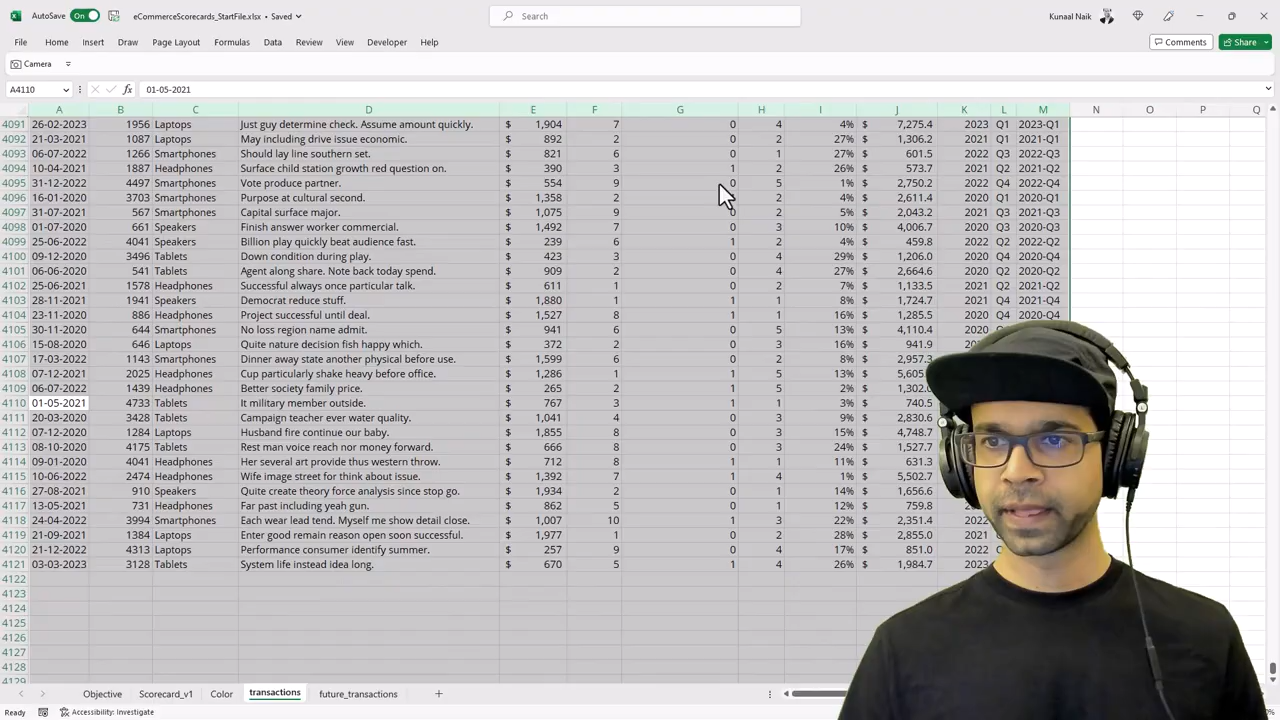 AutoSave On eCommerceScorecards_StartFile.xlsx • Saved Search Kunaal Naik
File Home Insert Draw Page Layout Formulas Data Review View Developer Help Comments Share
Camera
A4110 fx 01-05-2021
A B C D E F G H I J K L M N O P Q
4091 26-02-2023 1956 Laptops Just guy determine check. Assume amount quickly. $ 1,904 7 0 4 4% $ 7,275.4 2023 Q1 2023-Q1
4092 21-03-2021 1087 Laptops May including drive issue economic. $ 892 2 0 2 27% $ 1,306.2 2021 Q1 2021-Q1
4093 06-07-2022 1266 Smartphones Should lay line southern set. $ 821 6 0 1 27% $ 601.5 2022 Q3 2022-Q3
4094 10-04-2021 1887 Headphones Surface child station growth red question on. $ 390 3 1 2 26% $ 573.7 2021 Q2 2021-Q2
4095 31-12-2022 4497 Smartphones Vote produce partner. $ 554 9 0 5 1% $ 2,750.2 2022 Q4 2022-Q4
4096 16-01-2020 3703 Smartphones Purpose at cultural second. $ 1,358 2 2 4% $ 2,611.4 2020 Q1 2020-Q1
4097 31-07-2021 567 Smartphones Capital surface major. $ 1,075 9 0 2 5% $ 2,043.2 2021 Q3 2021-Q3
4098 01-07-2020 661 Speakers Finish answer worker commercial. $ 1,492 7 0 3 10% $ 4,006.7 2020 Q3 2020-Q3
4099 25-06-2022 4041 Speakers Billion play quickly beat audience fast. $ 239 6 1 2 4% $ 459.8 2022 Q2 2022-Q2
4100 09-12-2020 3496 Tablets Down condition during play. $ 423 3 0 4 29% $ 1,206.0 2020 Q4 2020-Q4
4101 06-06-2020 541 Tablets Agent along share. Note back today spend. $ 909 2 0 4 27% $ 2,664.6 2020 Q2 2020-Q2
4102 25-06-2021 1578 Headphones Successful always once particular talk. $ 611 1 0 2 7% $ 1,133.5 2021 Q2 2021-Q2
4103 28-11-2021 1941 Speakers Democrat reduce stuff. $ 1,880 1 1 1 8% $ 1,724.7 2021 Q4 2021-Q4
4104 23-11-2020 886 Headphones Project successful until deal. $ 1,527 8 1 1 16% $ 1,285.5 2020 Q4 2020-Q4
4105 30-11-2020 644 Smartphones No loss region name admit. $ 941 6 0 5 13% $ 4,110.4
4106 15-08-2020 646 Laptops Quite nature decision fish happy which. $ 372 2 0 3 16% $ 941.9
4107 17-03-2022 1143 Smartphones Dinner away state another physical before use. $ 1,599 6 0 2 8% $ 2,957.3
4108 07-12-2021 2025 Headphones Cup particularly shake heavy before office. $ 1,286 1 1 5 13% $ 5,605.
4109 06-07-2022 1439 Headphones Better society family price. $ 265 2 1 5 2% $ 1,302.
4110 01-05-2021 4733 Tablets It military member outside. $ 767 3 1 1 3% $ 740.5
4111 20-03-2020 3428 Tablets Campaign teacher ever water quality. $ 1,041 4 0 3 9% $ 2,830.6
4112 07-12-2020 1284 Laptops Husband fire continue our baby. $ 1,855 8 0 3 15% $ 4,748.7
4113 08-10-2020 4175 Tablets Rest man voice reach not money forward. $ 666 8 0 3 24% $ 1,527.7
4114 09-01-2020 4041 Headphones Her several art provide thus western throw. $ 712 8 1 1 11% $ 631.3
4115 10-06-2022 2474 Headphones Wife image street for think about issue. $ 1,392 7 1 4 1% $ 5,502.7
4116 27-08-2021 910 Speakers Quite create theory force analysis since stop go. $ 1,934 2 0 1 14% $ 1,656.6
4117 13-05-2021 731 Headphones Far past including yeah gun. $ 862 5 0 1 12% $ 759.8
4118 24-04-2022 3994 Smartphones Each wear lead tend. Myself me show detail close. $ 1,007 10 1 3 22% $ 2,351.4 2022
4119 21-09-2021 1384 Laptops Enter good remain reason open soon successful. $ 1,977 1 0 2 28% $ 2,855.0
4120 21-12-2022 4313 Laptops Performance consumer identify summer. $ 257 9 0 4 17% $ 851.0 2022
4121 03-03-2023 3128 Tablets System life instead idea long. $ 670 5 1 4 26% $ 1,984.7 2023
4122
4123
4124
4125
4126
4127
4128
4129
Objective Scorecard_v1 Color transactions future_transactions
Ready Accessibility: Investigate